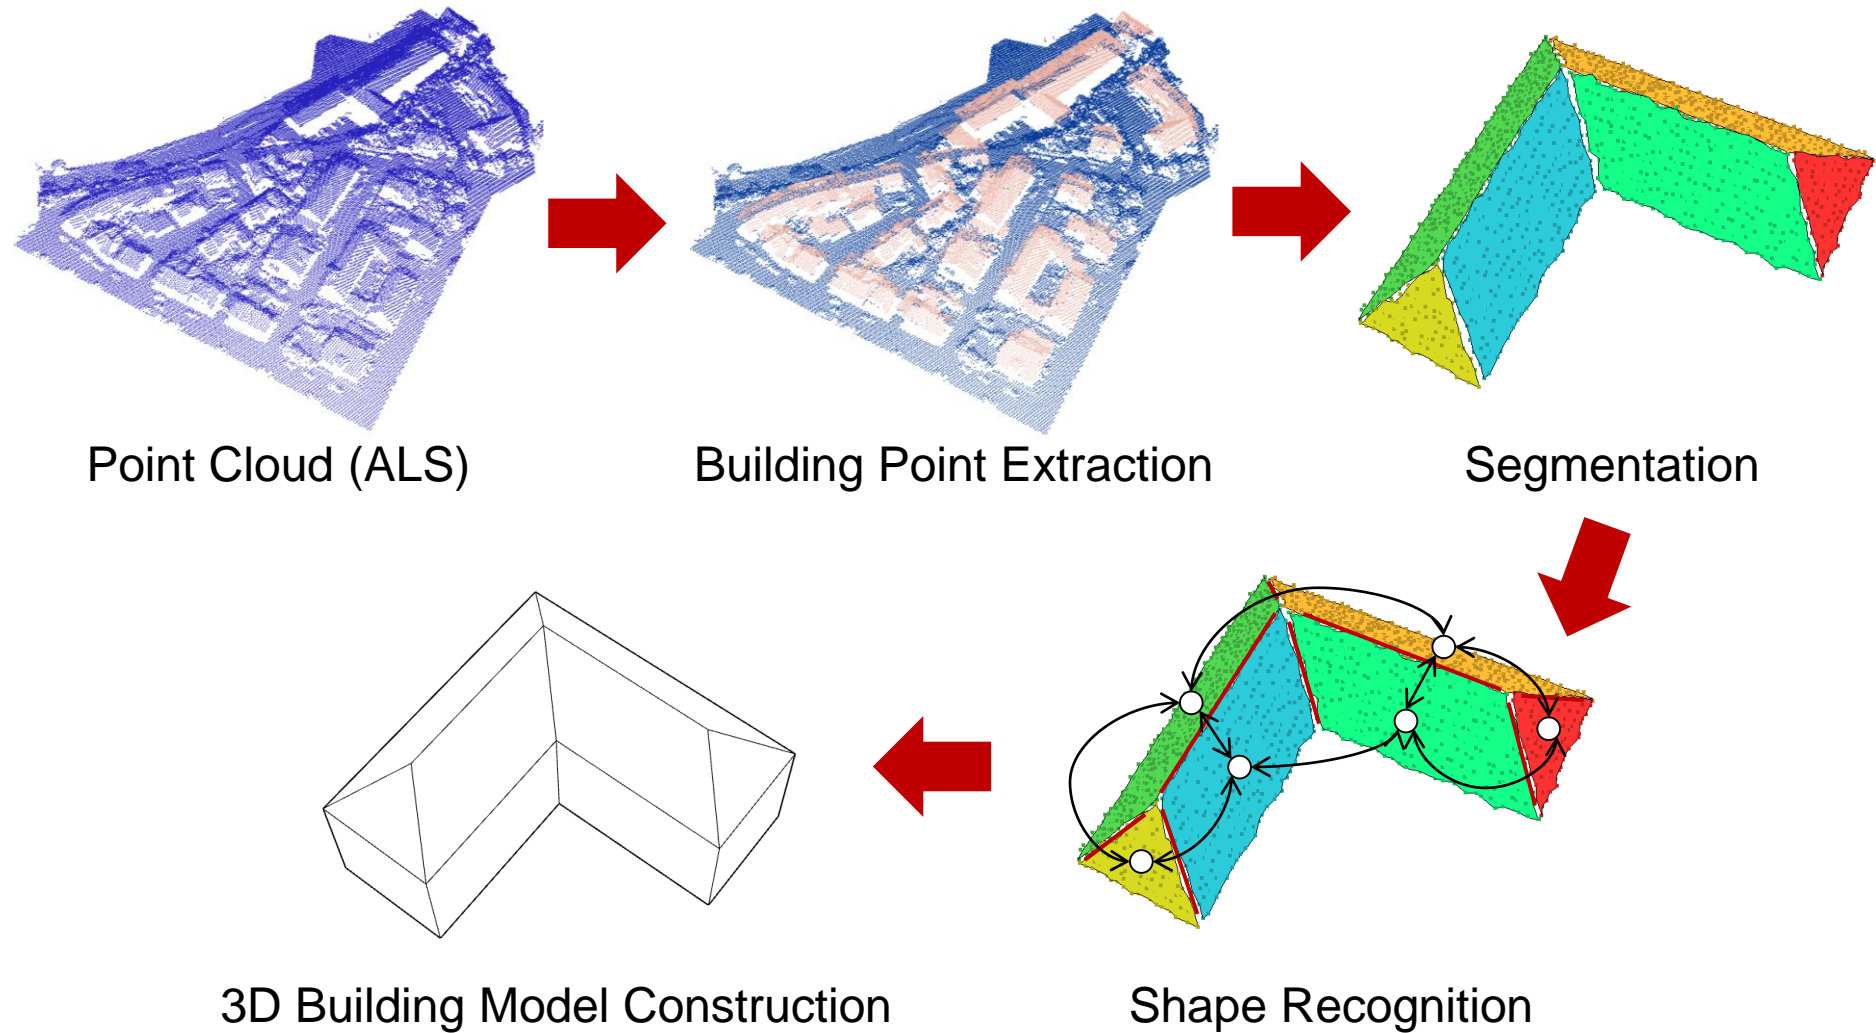 Point Cloud (ALS)
Building Point Extraction
Segmentation
3D Building Model Construction
Shape Recognition